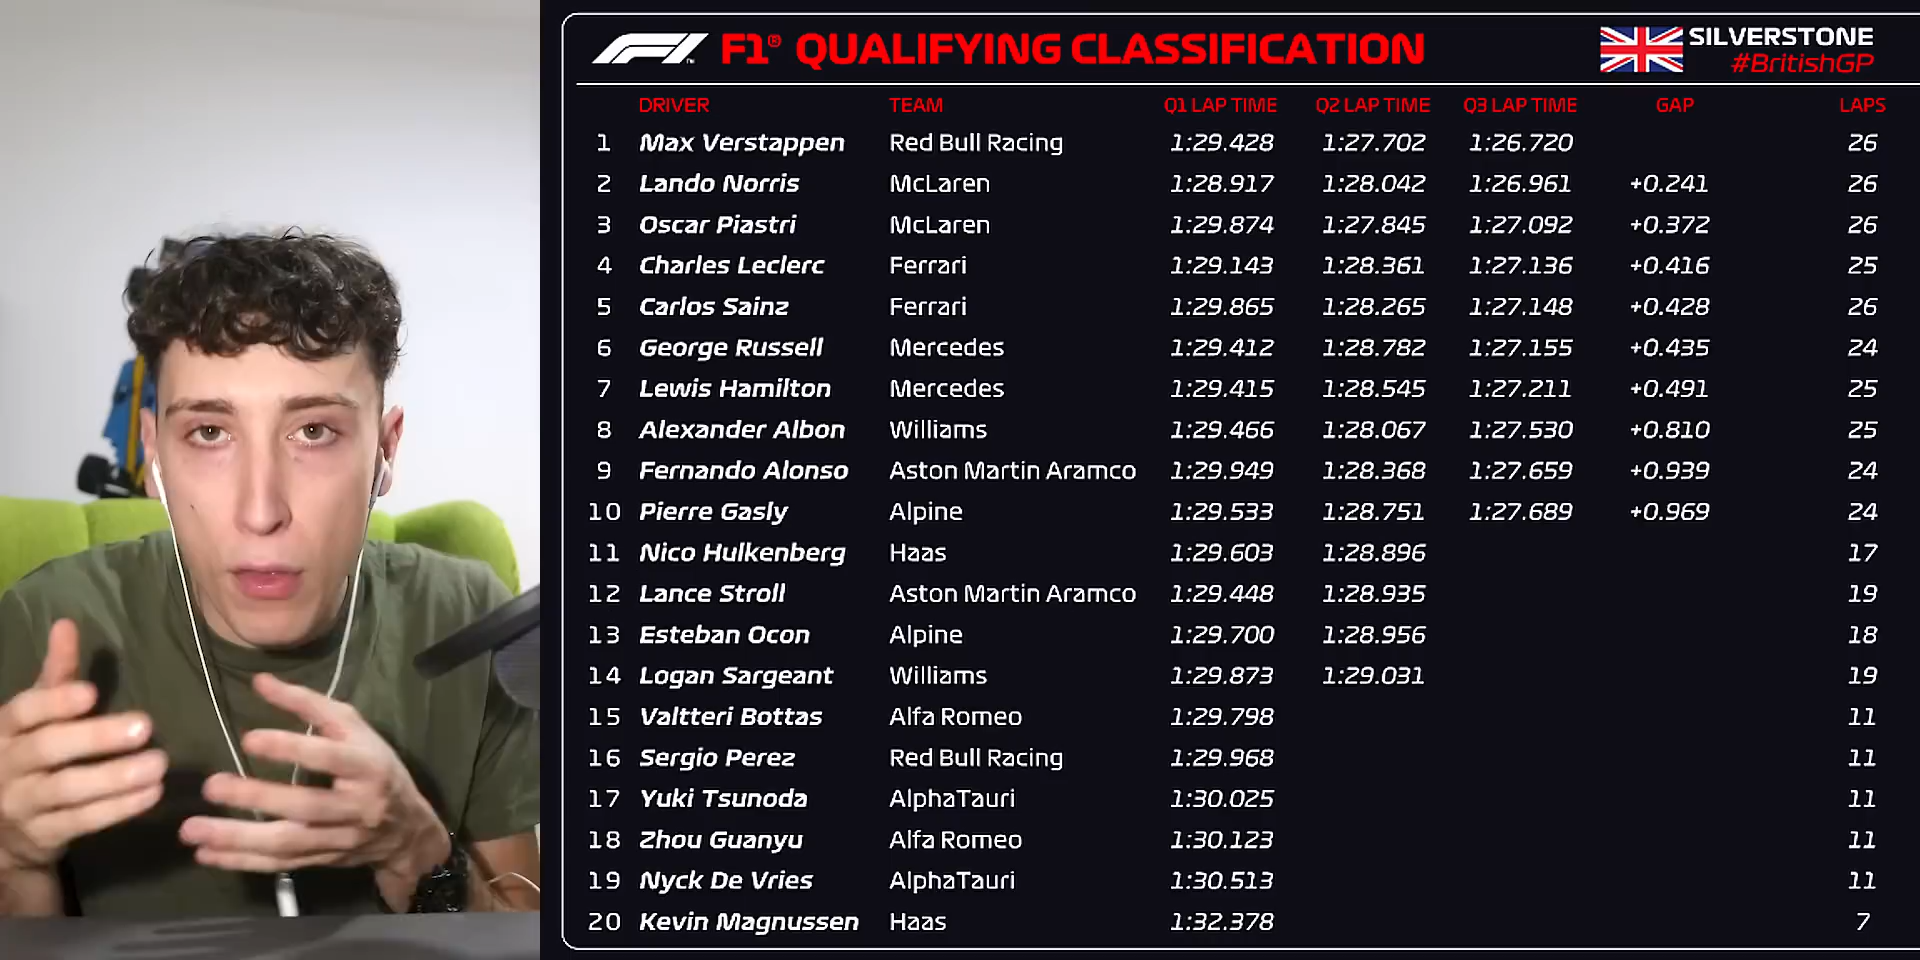 F1® QUALIFYING CLASSIFICATION
SILVERSTONE
#BritishGP
DRIVER TEAM Q1 LAP TIME Q2 LAP TIME Q3 LAP TIME GAP LAPS
1 Max Verstappen Red Bull Racing 1:29.428 1:27.702 1:26.720 26
2 Lando Norris McLaren 1:28.917 1:28.042 1:26.961 +0.241 26
3 Oscar Piastri McLaren 1:29.874 1:27.845 1:27.092 +0.372 26
4 Charles Leclerc Ferrari 1:29.143 1:28.361 1:27.136 +0.416 25
5 Carlos Sainz Ferrari 1:29.865 1:28.265 1:27.148 +0.428 26
6 George Russell Mercedes 1:29.412 1:28.782 1:27.155 +0.435 24
7 Lewis Hamilton Mercedes 1:29.415 1:28.545 1:27.211 +0.491 25
8 Alexander Albon Williams 1:29.466 1:28.067 1:27.530 +0.810 25
9 Fernando Alonso Aston Martin Aramco 1:29.949 1:28.368 1:27.659 +0.939 24
10 Pierre Gasly Alpine 1:29.533 1:28.751 1:27.689 +0.969 24
11 Nico Hulkenberg Haas 1:29.603 1:28.896 17
12 Lance Stroll Aston Martin Aramco 1:29.448 1:28.935 19
13 Esteban Ocon Alpine 1:29.700 1:28.956 18
14 Logan Sargeant Williams 1:29.873 1:29.031 19
15 Valtteri Bottas Alfa Romeo 1:29.798 11
16 Sergio Perez Red Bull Racing 1:29.968 11
17 Yuki Tsunoda AlphaTauri 1:30.025 11
18 Zhou Guanyu Alfa Romeo 1:30.123 11
19 Nyck De Vries AlphaTauri 1:30.513 11
20 Kevin Magnussen Haas 1:32.378 7